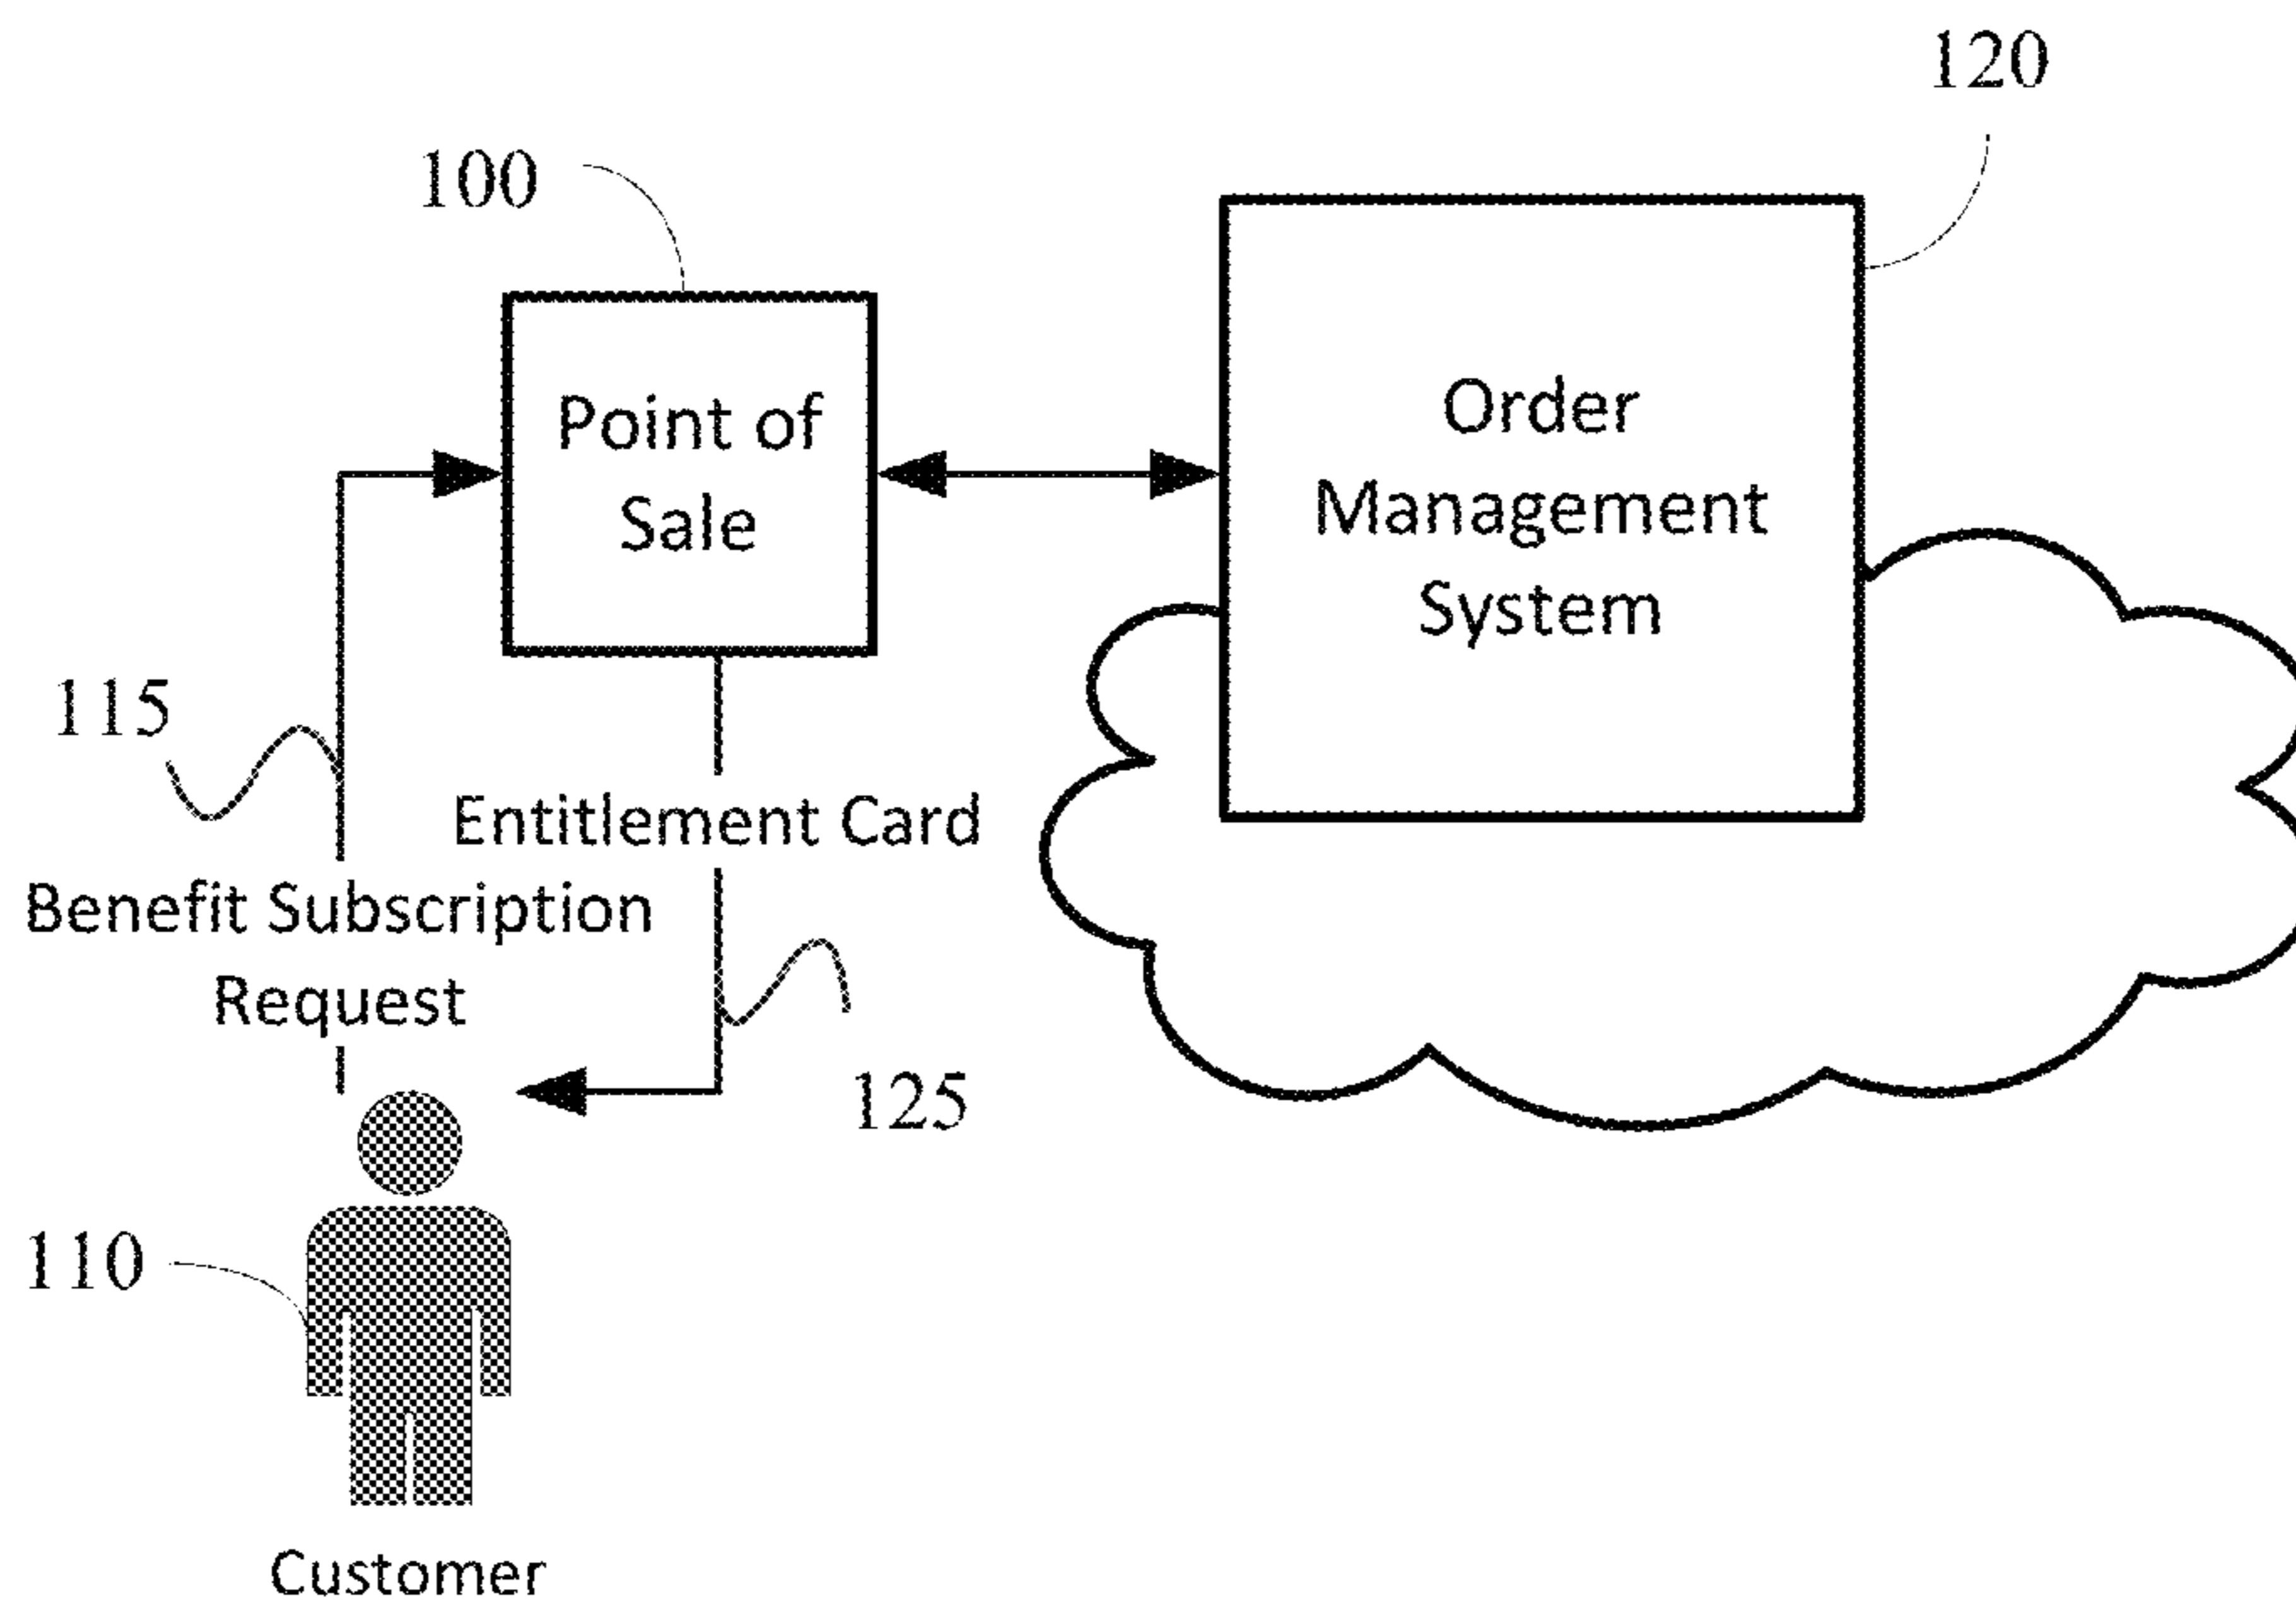 120
100
Point of
Sale
Order
Management
System
115
Entitlement Card
Benefit Subscription
Request
125
110
Customer